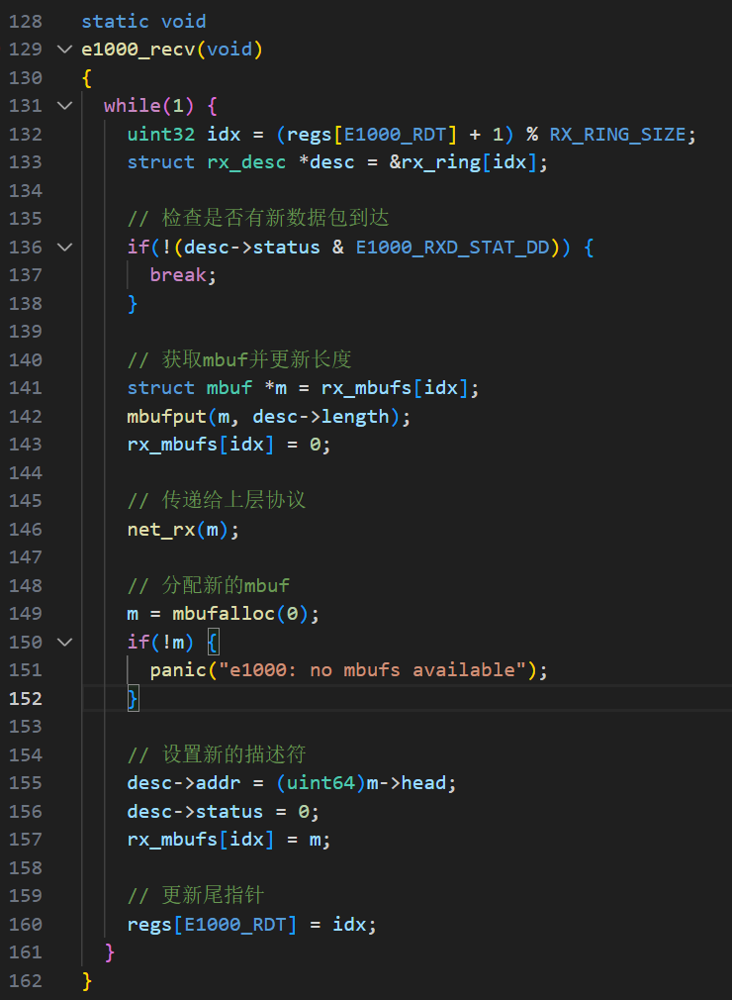 128 static void
129 e1000_recv(void)
130 {
131   while(1) {
132     uint32 idx = (regs[E1000_RDT] + 1) % RX_RING_SIZE;
133     struct rx_desc *desc = &rx_ring[idx];
134
135     // 检查是否有新数据包到达
136     if(!(desc->status & E1000_RXD_STAT_DD)) {
137       break;
138     }
139
140     // 获取mbuf并更新长度
141     struct mbuf *m = rx_mbufs[idx];
142     mbufput(m, desc->length);
143     rx_mbufs[idx] = 0;
144
145     // 传递给上层协议
146     net_rx(m);
147
148     // 分配新的mbuf
149     m = mbufalloc(0);
150     if(!m) {
151       panic("e1000: no mbufs available");
152     }
153
154     // 设置新的描述符
155     desc->addr = (uint64)m->head;
156     desc->status = 0;
157     rx_mbufs[idx] = m;
158
159     // 更新尾指针
160     regs[E1000_RDT] = idx;
161   }
162 }